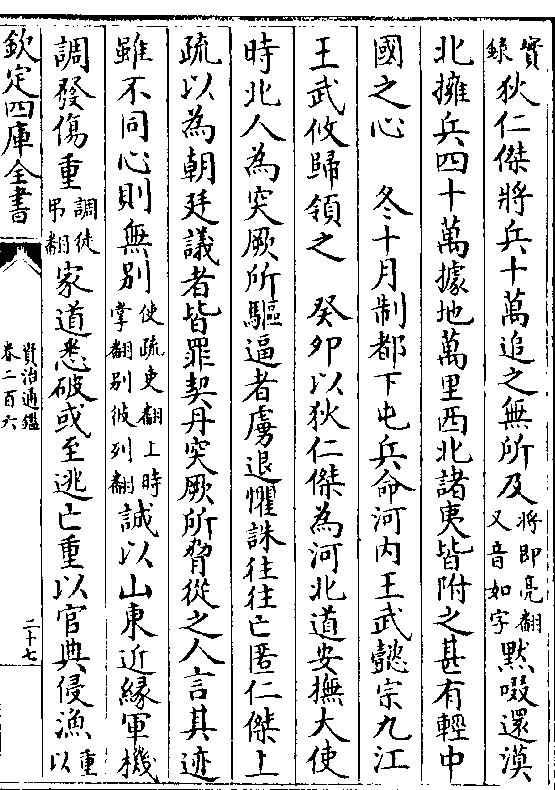 實錄狄仁傑將兵十萬追之無所及將即亮翻又音如字默啜還漠
北擁兵四十萬據地萬里西北諸夷皆附之甚有輕中
國之心　冬十月制都下屯兵命河內王武懿宗九江
王武攸歸領之　癸卯以狄仁傑為河北道安撫大使
時北人為突厥所驅逼者虜退懼誅往往亡匿仁傑上
疏以為朝廷議者皆罪契丹突厥所脅從之人言其迹
雖不同心則無別使疏吏翻上時掌翻別彼列翻誠以山東近緣軍機
調發傷重調徒弔翻家道悉破或至逃亡重以官典侵漁重以
欽定四庫全書
資治通鑑
卷二百六
二十七